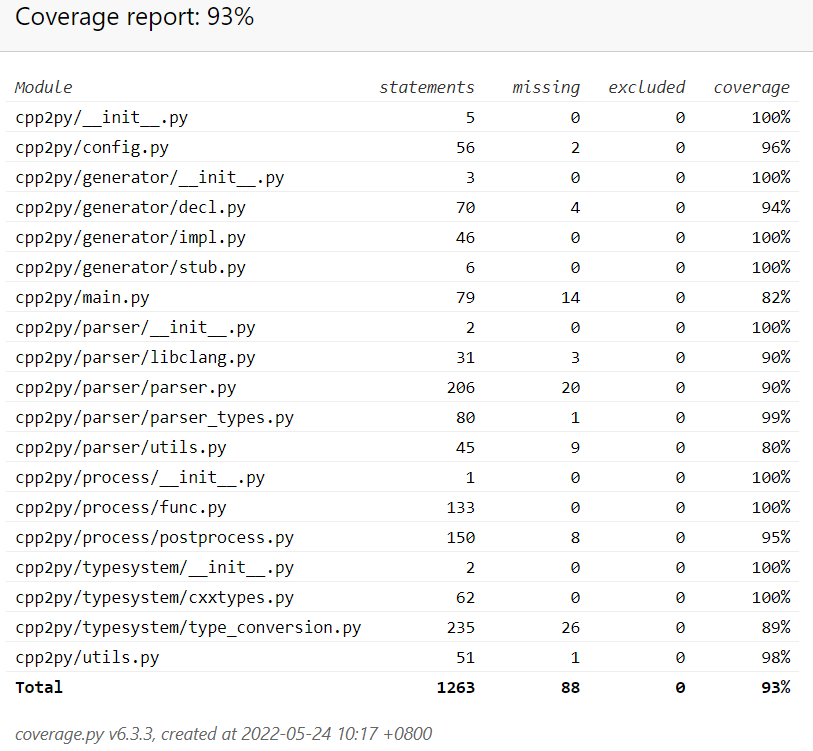 Coverage report: 93%
Module statements missing excluded coverage
cpp2py/__init__.py 5 0 0 100%
cpp2py/config.py 56 2 0 96%
cpp2py/generator/__init__.py 3 0 0 100%
cpp2py/generator/decl.py 70 4 0 94%
cpp2py/generator/impl.py 46 0 0 100%
cpp2py/generator/stub.py 6 0 0 100%
cpp2py/main.py 79 14 0 82%
cpp2py/parser/__init__.py 2 0 0 100%
cpp2py/parser/libclang.py 31 3 0 90%
cpp2py/parser/parser.py 206 20 0 90%
cpp2py/parser/parser_types.py 80 1 0 99%
cpp2py/parser/utils.py 45 9 0 80%
cpp2py/process/__init__.py 1 0 0 100%
cpp2py/process/func.py 133 0 0 100%
cpp2py/process/postprocess.py 150 8 0 95%
cpp2py/typesystem/__init__.py 2 0 0 100%
cpp2py/typesystem/cxxtypes.py 62 0 0 100%
cpp2py/typesystem/type_conversion.py 235 26 0 89%
cpp2py/utils.py 51 1 0 98%
Total 1263 88 0 93%
coverage.py v6.3.3, created at 2022-05-24 10:17 +0800